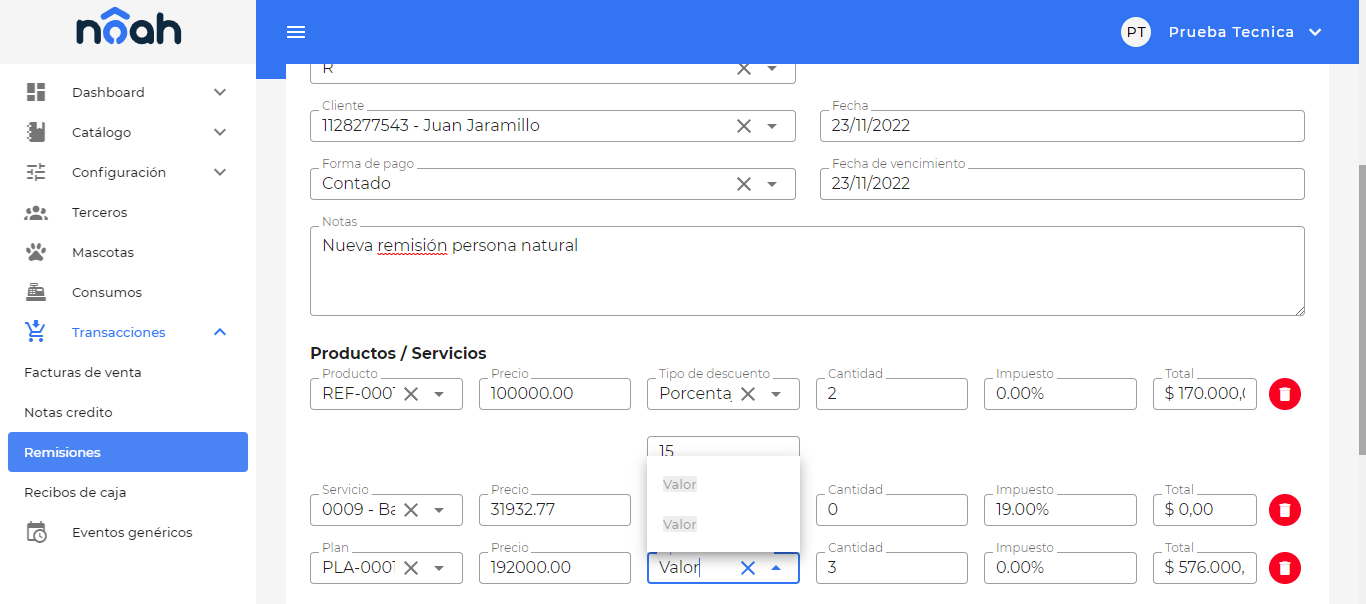 nôah
PT
Prueba Tecnica
Dashboard
Catálogo
Configuración
Terceros
Mascotas
Consumos
Transacciones
Facturas de venta
Notas credito
Remisiones
Recibos de caja
Eventos genéricos
R
Cliente
1128277543 - Juan Jaramillo
Fecha
23/11/2022
Forma de pago
Contado
Fecha de vencimiento
23/11/2022
Notas
Nueva remisión persona natural
Productos / Servicios
Producto
REF-0001
Precio
100000.00
Tipo de descuento
Porcenta
Cantidad
2
Impuesto
0.00%
Total
$ 170.000,
15
Valor
Valor
Servicio
0009 - Ba
Precio
31932.77
Cantidad
0
Impuesto
19.00%
Total
$ 0,00
Plan
PLA-0001
Precio
192000.00
Valor
Cantidad
3
Impuesto
0.00%
Total
$ 576.000,